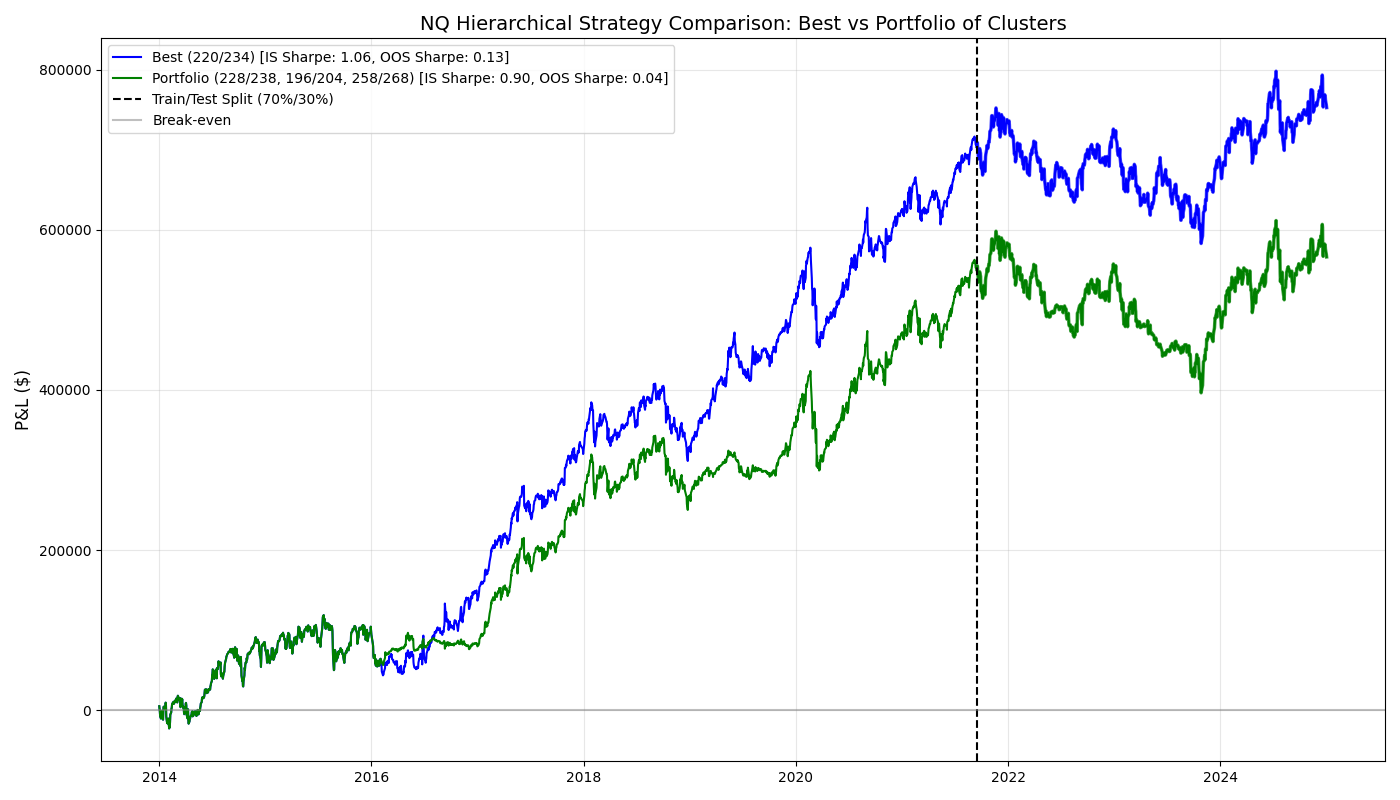 NQ Hierarchical Strategy Comparison: Best vs Portfolio of Clusters
Best (220/234) [IS Sharpe: 1.06, OOS Sharpe: 0.13]
Portfolio (228/238, 196/204, 258/268) [IS Sharpe: 0.90, OOS Sharpe: 0.04]
Train/Test Split (70%/30%)
Break-even
P&L ($)
800000
600000
400000
200000
0
2014
2016
2018
2020
2022
2024